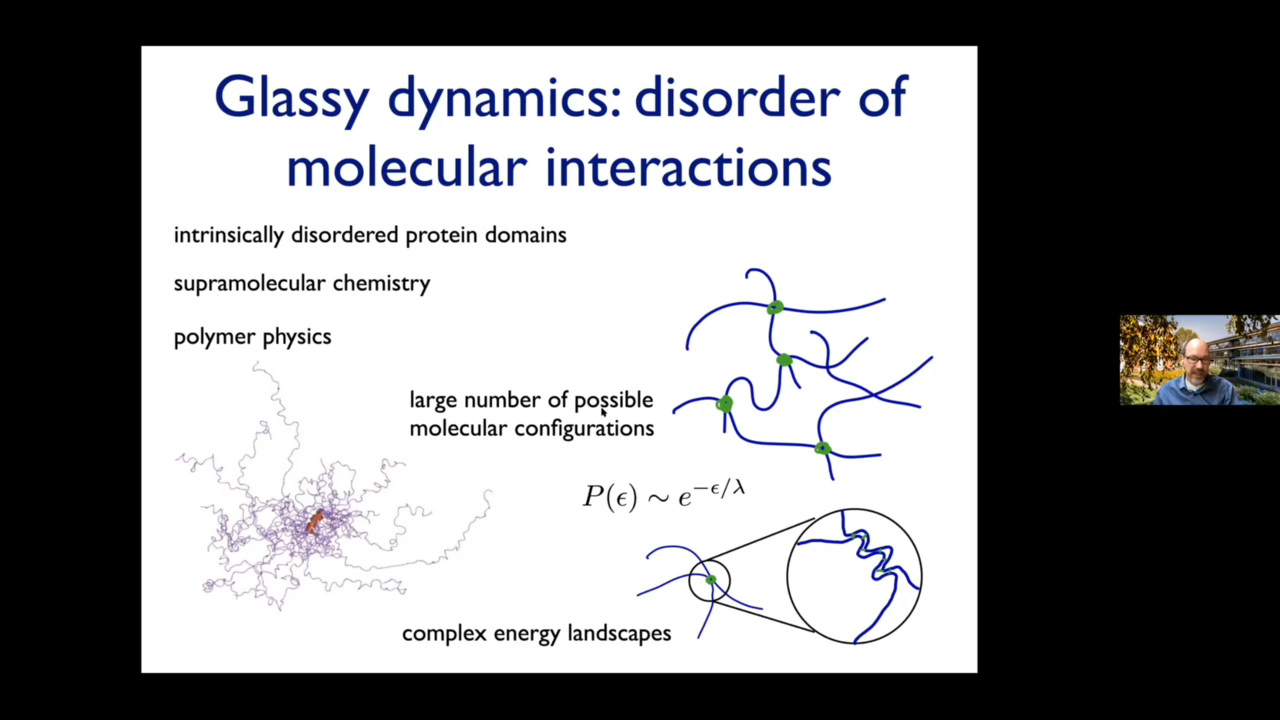 Glassy dynamics: disorder of
molecular interactions
intrinsically disordered protein domains
supramolecular chemistry
polymer physics
large number of possible
molecular configurations
P(ϵ) ∼ e^{−ϵ/λ}
complex energy landscapes